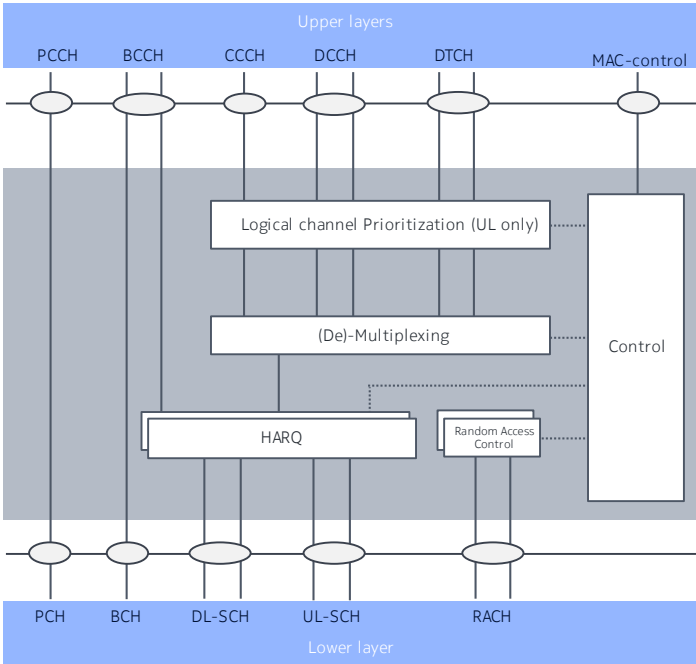 Upper layers
PCCH BCCH CCCH DCCH DTCH MAC-control
Logical channel Prioritization (UL only)
(De)-Multiplexing
Control
HARQ
Random Access
Control
PCH BCH DL-SCH UL-SCH RACH
Lower layer